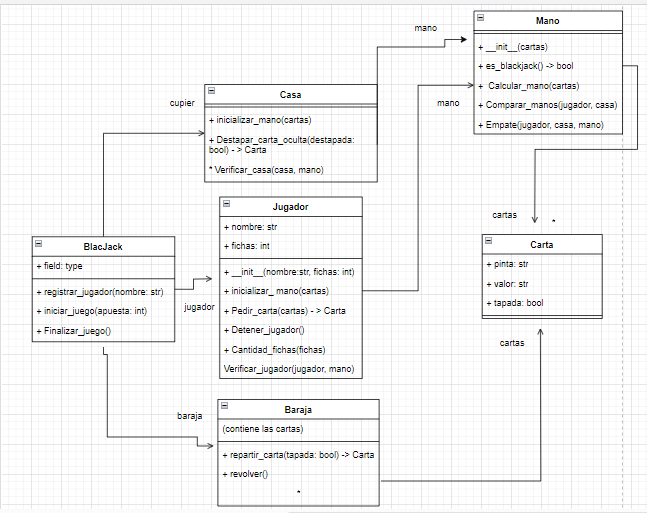 mano
Mano
+ __init__(cartas)
+ es_blackjack() -> bool
+ Calcular_mano(cartas)
+ Comparar_manos(jugador, casa)
+ Empate(jugador, casa, mano)
cupier
Casa
+ inicializar_mano(cartas)
+ Destapar_carta_oculta(destapada:
bool) - > Carta
* Verificar_casa(casa, mano)
mano
Jugador
+ nombre: str
+ fichas: int
+ __init__(nombre:str, fichas: int)
+ inicializar_ mano(cartas)
+ Pedir_carta(cartas) - > Carta
+ Detener_jugador()
+ Cantidad_fichas(fichas)
Verificar_jugador(jugador, mano)
cartas
*
Carta
+ pinta: str
+ valor: str
+ tapada: bool
BlacJack
+ field: type
+ registrar_jugador(nombre: str)
+ iniciar_juego(apuesta: int)
+ Finalizar_juego()
jugador
cartas
baraja
Baraja
(contiene las cartas)
+ repartir_carta(tapada: bool) -> Carta
+ revolver()
*